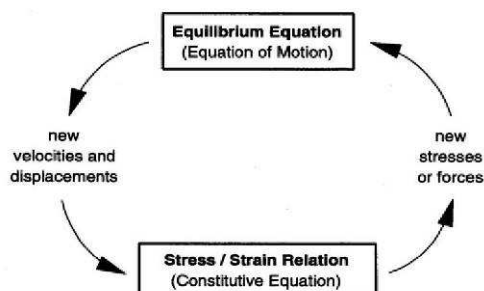 Equilibrium Equation
(Equation of Motion)
new
velocities and
displacements
new
stresses
or forces
Stress / Strain Relation
(Constitutive Equation)